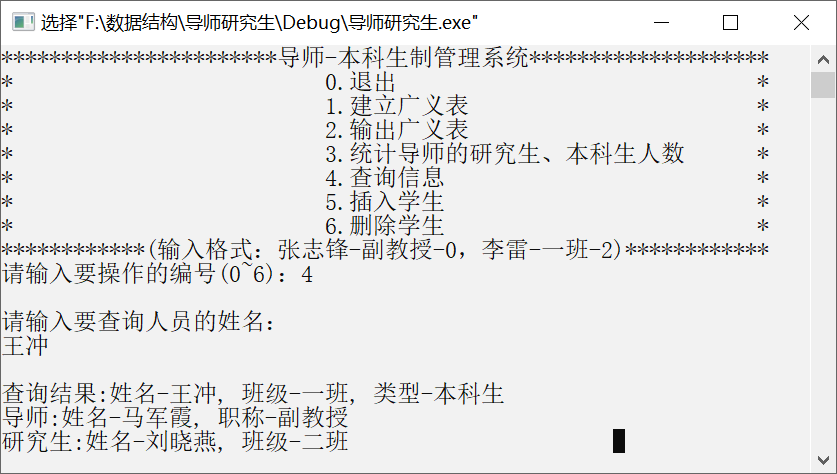 选择"F:\数据结构\导师研究生\Debug\导师研究生.exe"
***********************导师-本科生制管理系统********************
* 0.退出 *
* 1.建立广义表 *
* 2.输出广义表 *
* 3.统计导师的研究生、本科生人数 *
* 4.查询信息 *
* 5.插入学生 *
* 6.删除学生 *
************(输入格式：张志锋-副教授-0，李雷-一班-2)************
请输入要操作的编号(0~6)：4
请输入要查询人员的姓名：
王冲
查询结果:姓名-王冲, 班级-一班, 类型-本科生
导师:姓名-马军霞, 职称-副教授
研究生:姓名-刘晓燕, 班级-二班